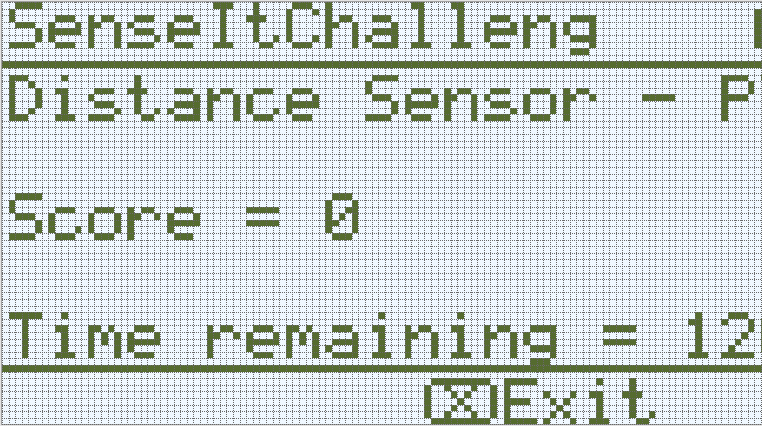 SenseItChalleng
Distance Sensor - P
Score = 0
Time remaining = 12
[X]Exit